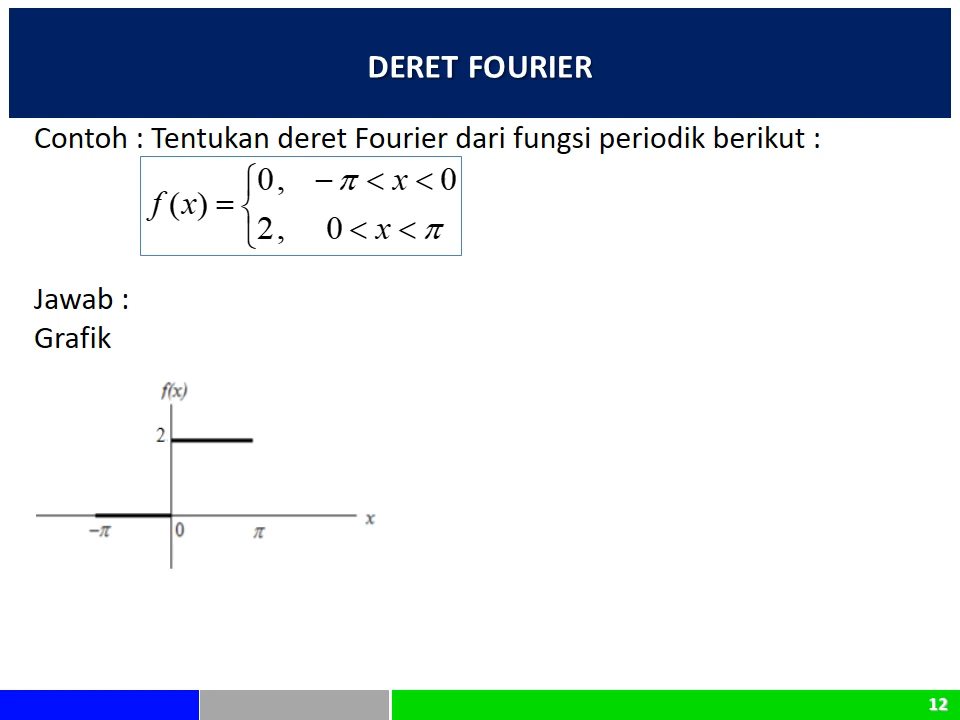 DERET FOURIER
Contoh : Tentukan deret Fourier dari fungsi periodik berikut :
f (x) = {0, − π < x < 0
2, 0 < x < π
Jawab :
Grafik
f(x)
2
−π 0 π x
12